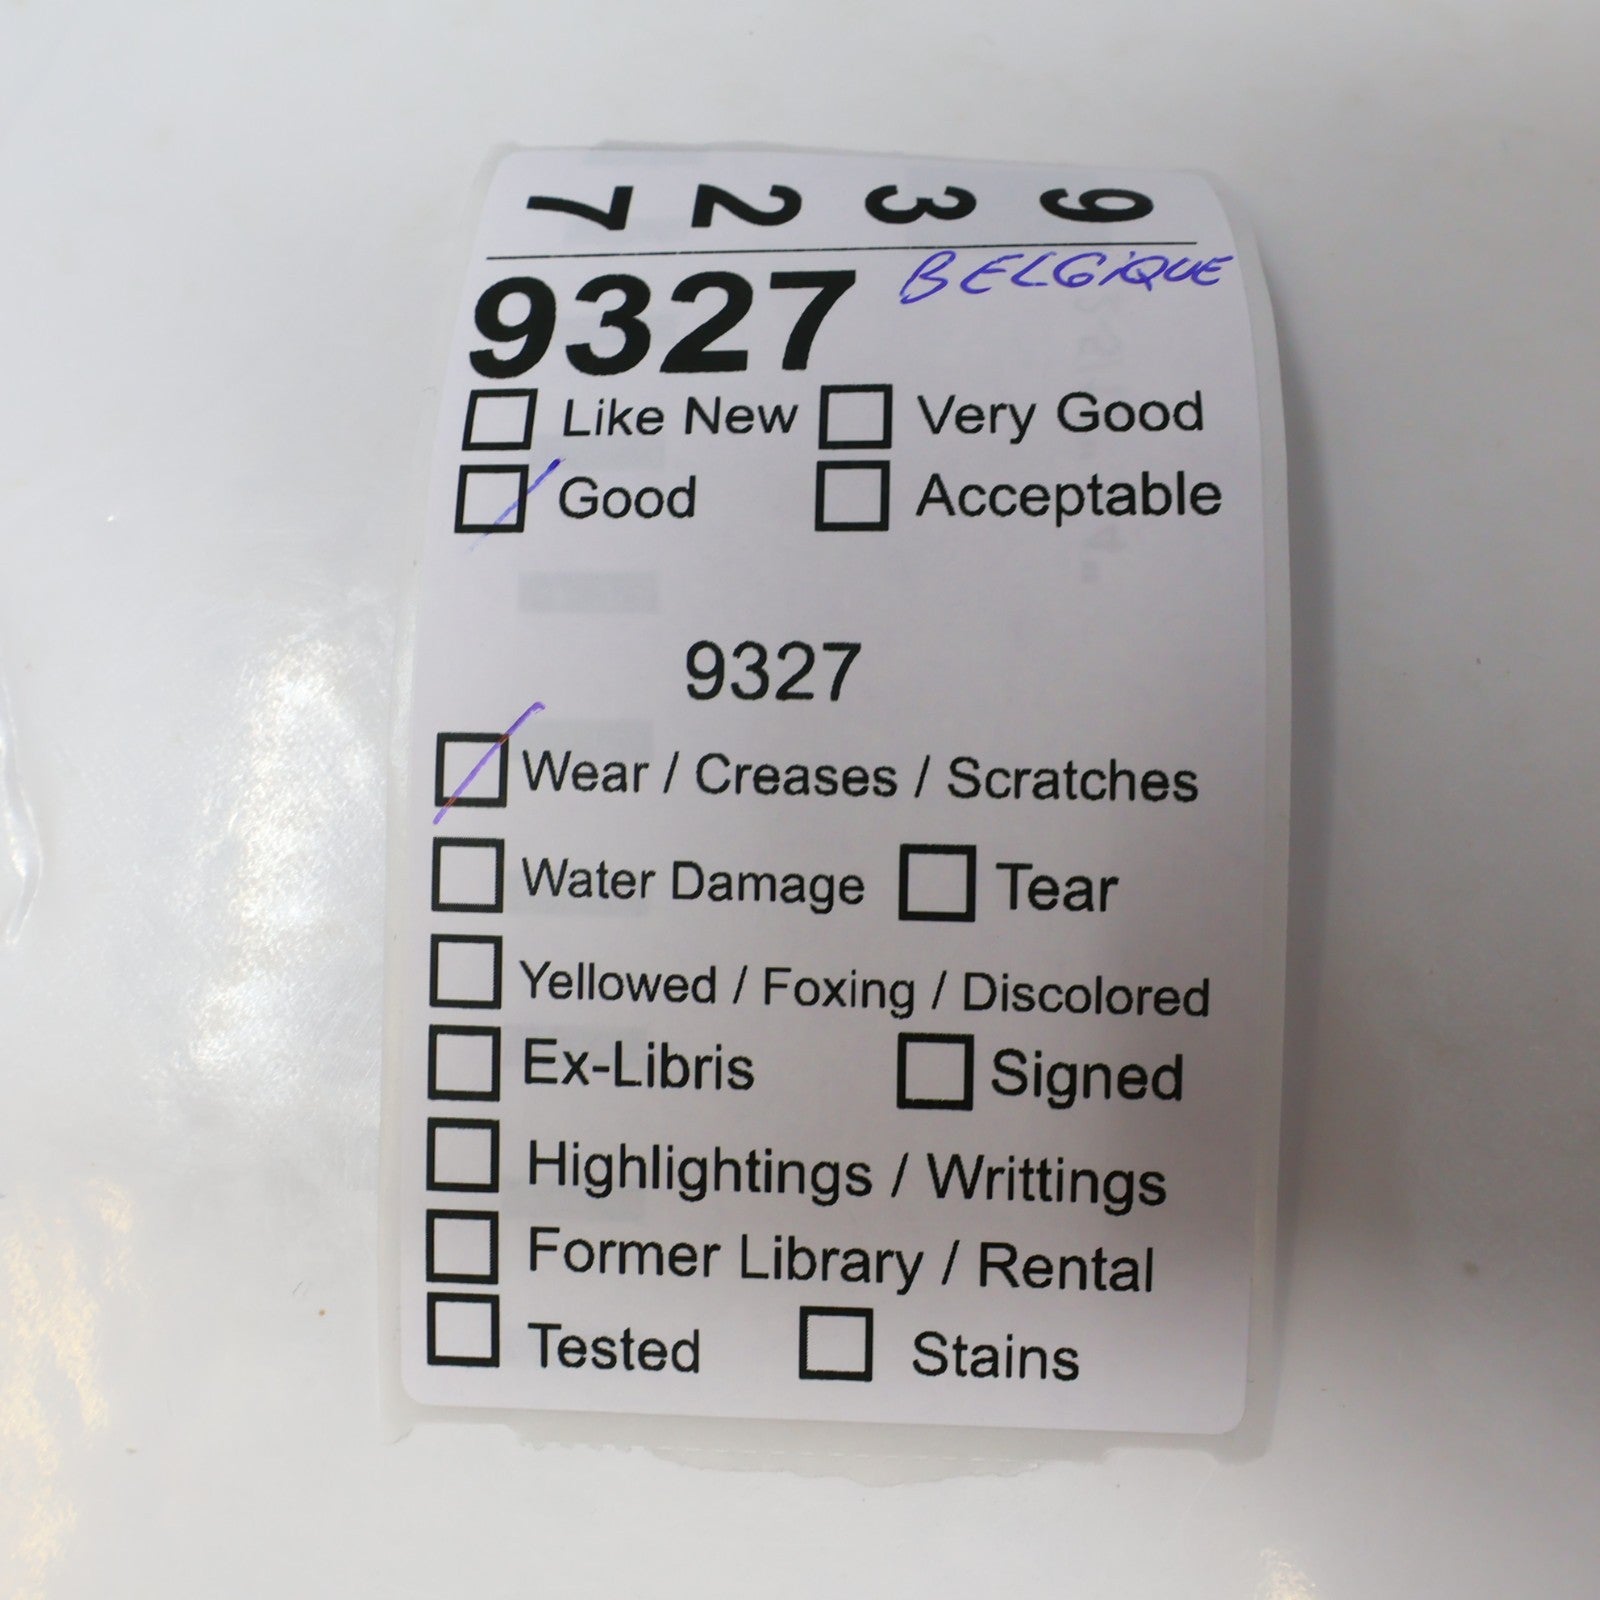 7 2 3 9
9327 BELGIQUE
Like New Very Good
Good Acceptable
9327
Wear / Creases / Scratches
Water Damage Tear
Yellowed / Foxing / Discolored
Ex-Libris Signed
Highlightings / Writtings
Former Library / Rental
Tested Stains